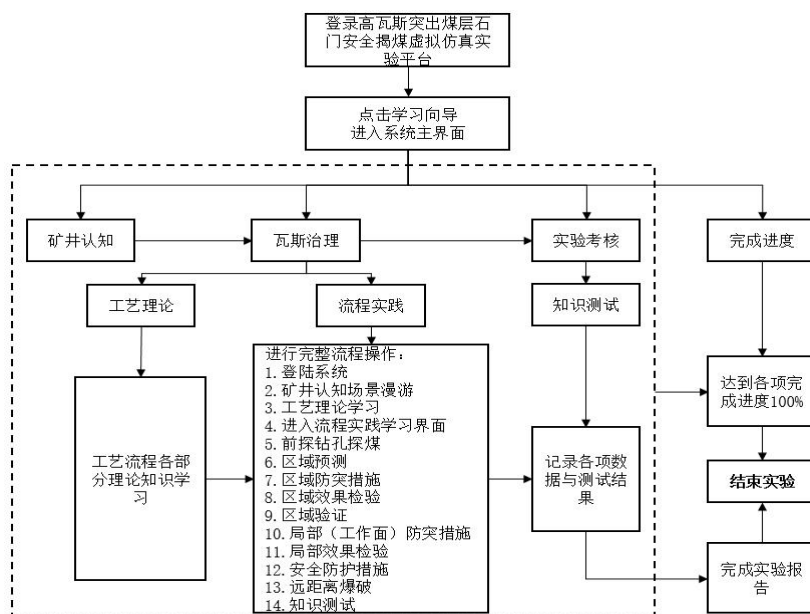 登录高瓦斯突出煤层石
门安全揭煤虚拟仿真实
验平台
点击学习向导
进入系统主界面
矿井认知
瓦斯治理
实验考核
完成进度
工艺理论
流程实践
知识测试
工艺流程各部
分理论知识学
习
进行完整流程操作：
1. 登陆系统
2. 矿井认知场景漫游
3. 工艺理论学习
4. 进入流程实践学习界面
5. 前探钻孔探煤
6. 区域预测
7. 区域防突措施
8. 区域效果检验
9. 区域验证
10. 局部（工作面）防突措施
11. 局部效果检验
12. 安全防护措施
13. 远距离爆破
14. 知识测试
记录各项数
据与测试结
果
达到各项完
成进度100%
结束实验
完成实验报
告